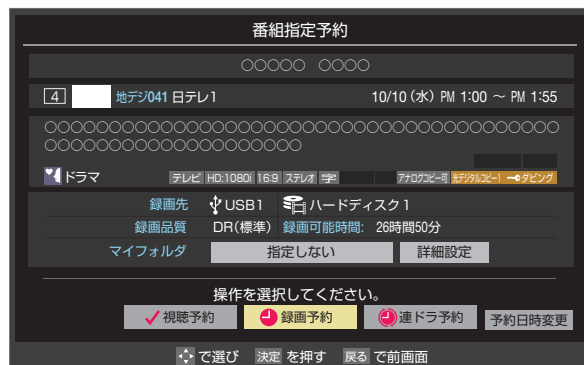 番組指定予約
○○○○○ ○○○○
4 地デジ041 日テレ1 10/10（水）PM 1:00 ～ PM 1:55
○○○○○○○○○○○○○○○○○○○○○○○○○○○○○○○○○○○○○○○○
○○○○○○○○○○○○○○○○○○○○
ドラマ テレビ HD:1080i 16:9 ステレオ 字 アナログコピー可 光デジタルコピー1 ダビング
録画先 USB1 ハードディスク1
録画品質 DR(標準) 録画可能時間: 26時間50分
マイフォルダ 指定しない 詳細設定
操作を選択してください。
視聴予約 録画予約 連ドラ予約 予約日時変更
で選び 決定 を押す 戻る で前画面